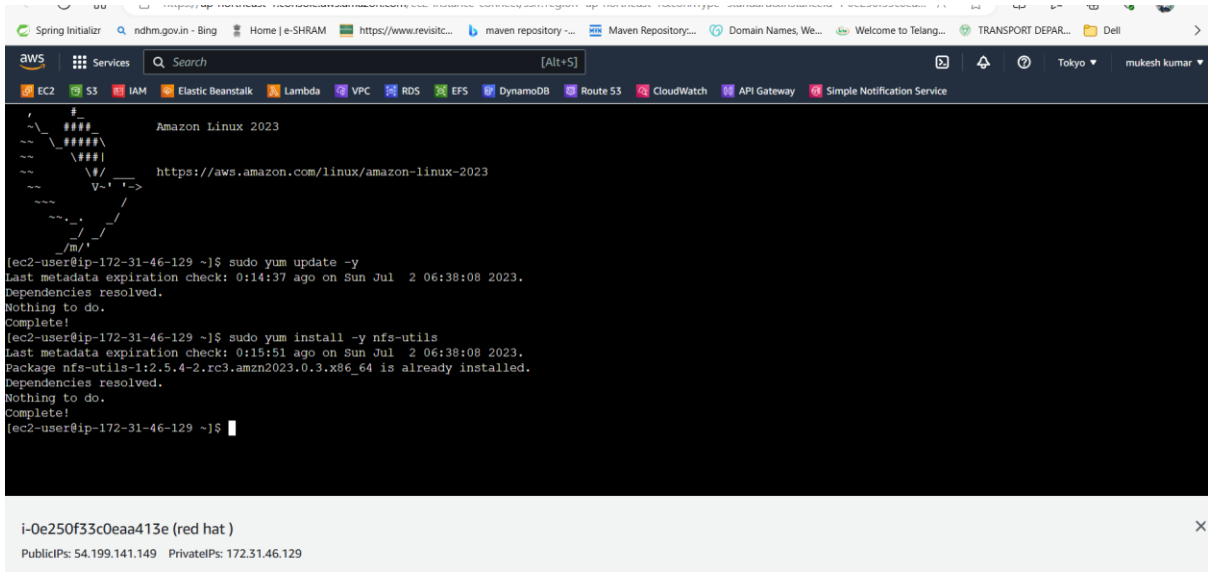 Spring Initializr ndhm.gov.in - Bing Home | e-SHRAM https://www.revisitc... maven repository -... Maven Repository:... Domain Names, We... Welcome to Telang... TRANSPORT DEPAR... Dell
aws Services Search [Alt+S] Tokyo mukesh kumar
EC2 S3 IAM Elastic Beanstalk Lambda VPC RDS EFS DynamoDB Route 53 CloudWatch API Gateway Simple Notification Service
Amazon Linux 2023
https://aws.amazon.com/linux/amazon-linux-2023
[ec2-user@ip-172-31-46-129 ~]$ sudo yum update -y
Last metadata expiration check: 0:14:37 ago on Sun Jul  2 06:38:08 2023.
Dependencies resolved.
Nothing to do.
Complete!
[ec2-user@ip-172-31-46-129 ~]$ sudo yum install -y nfs-utils
Last metadata expiration check: 0:15:51 ago on Sun Jul  2 06:38:08 2023.
Package nfs-utils-1:2.5.4-2.rc3.amzn2023.0.3.x86_64 is already installed.
Dependencies resolved.
Nothing to do.
Complete!
[ec2-user@ip-172-31-46-129 ~]$
i-0e250f33c0eaa413e (red hat )
PublicIPs: 54.199.141.149 PrivateIPs: 172.31.46.129